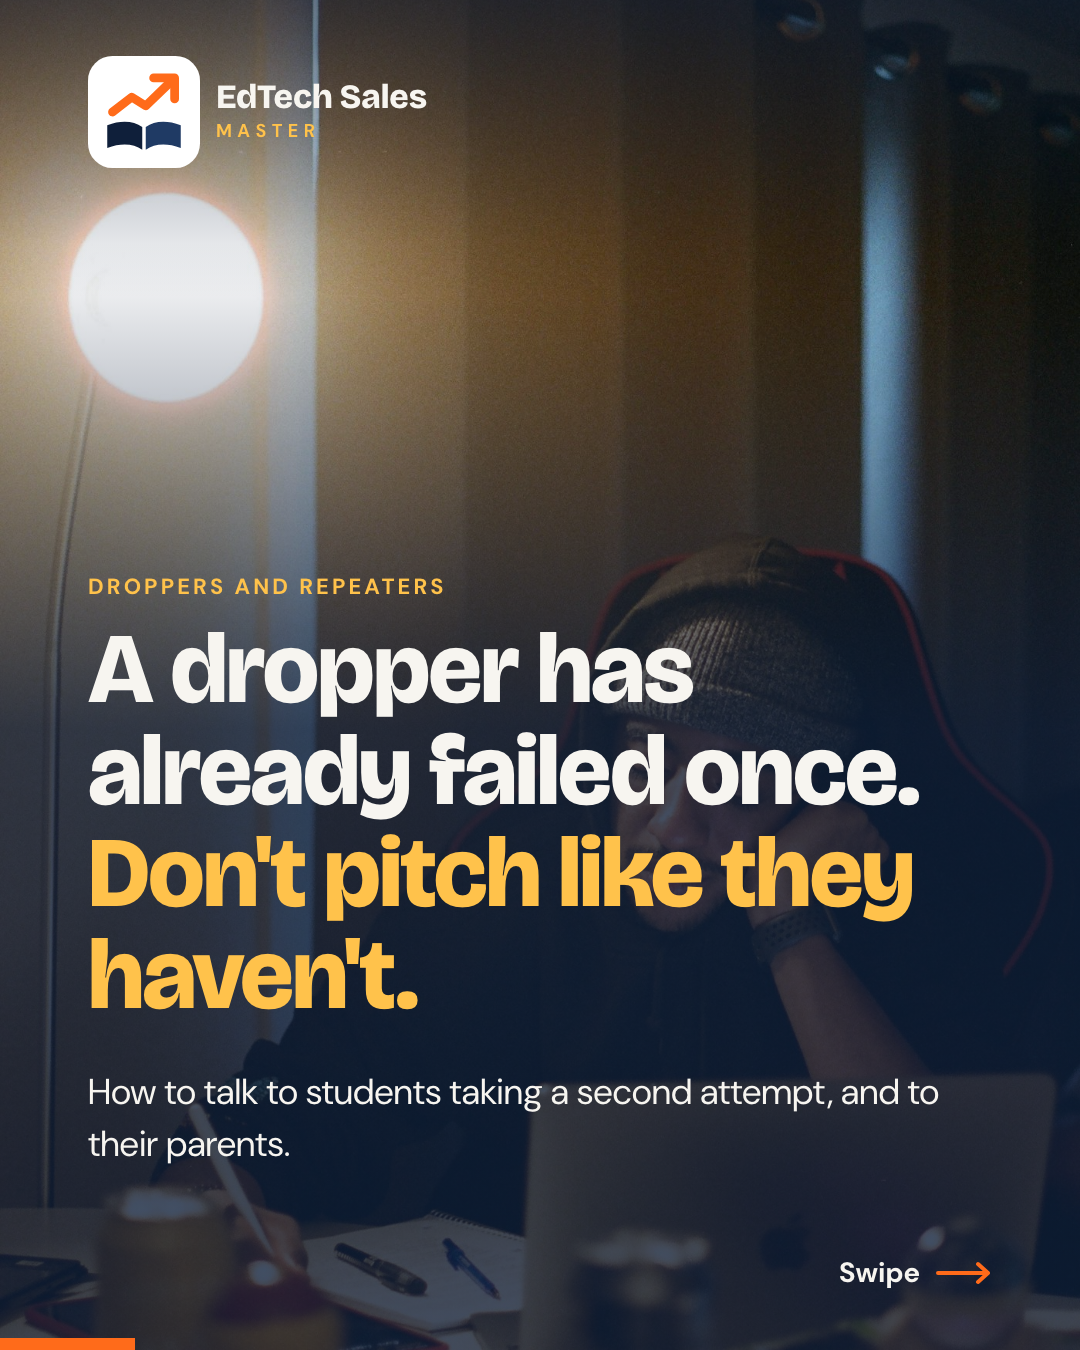 EdTech Sales
MASTER
DROPPERS AND REPEATERS
A dropper has
already failed once.
Don't pitch like they
haven't.
How to talk to students taking a second attempt, and to
their parents.
Swipe